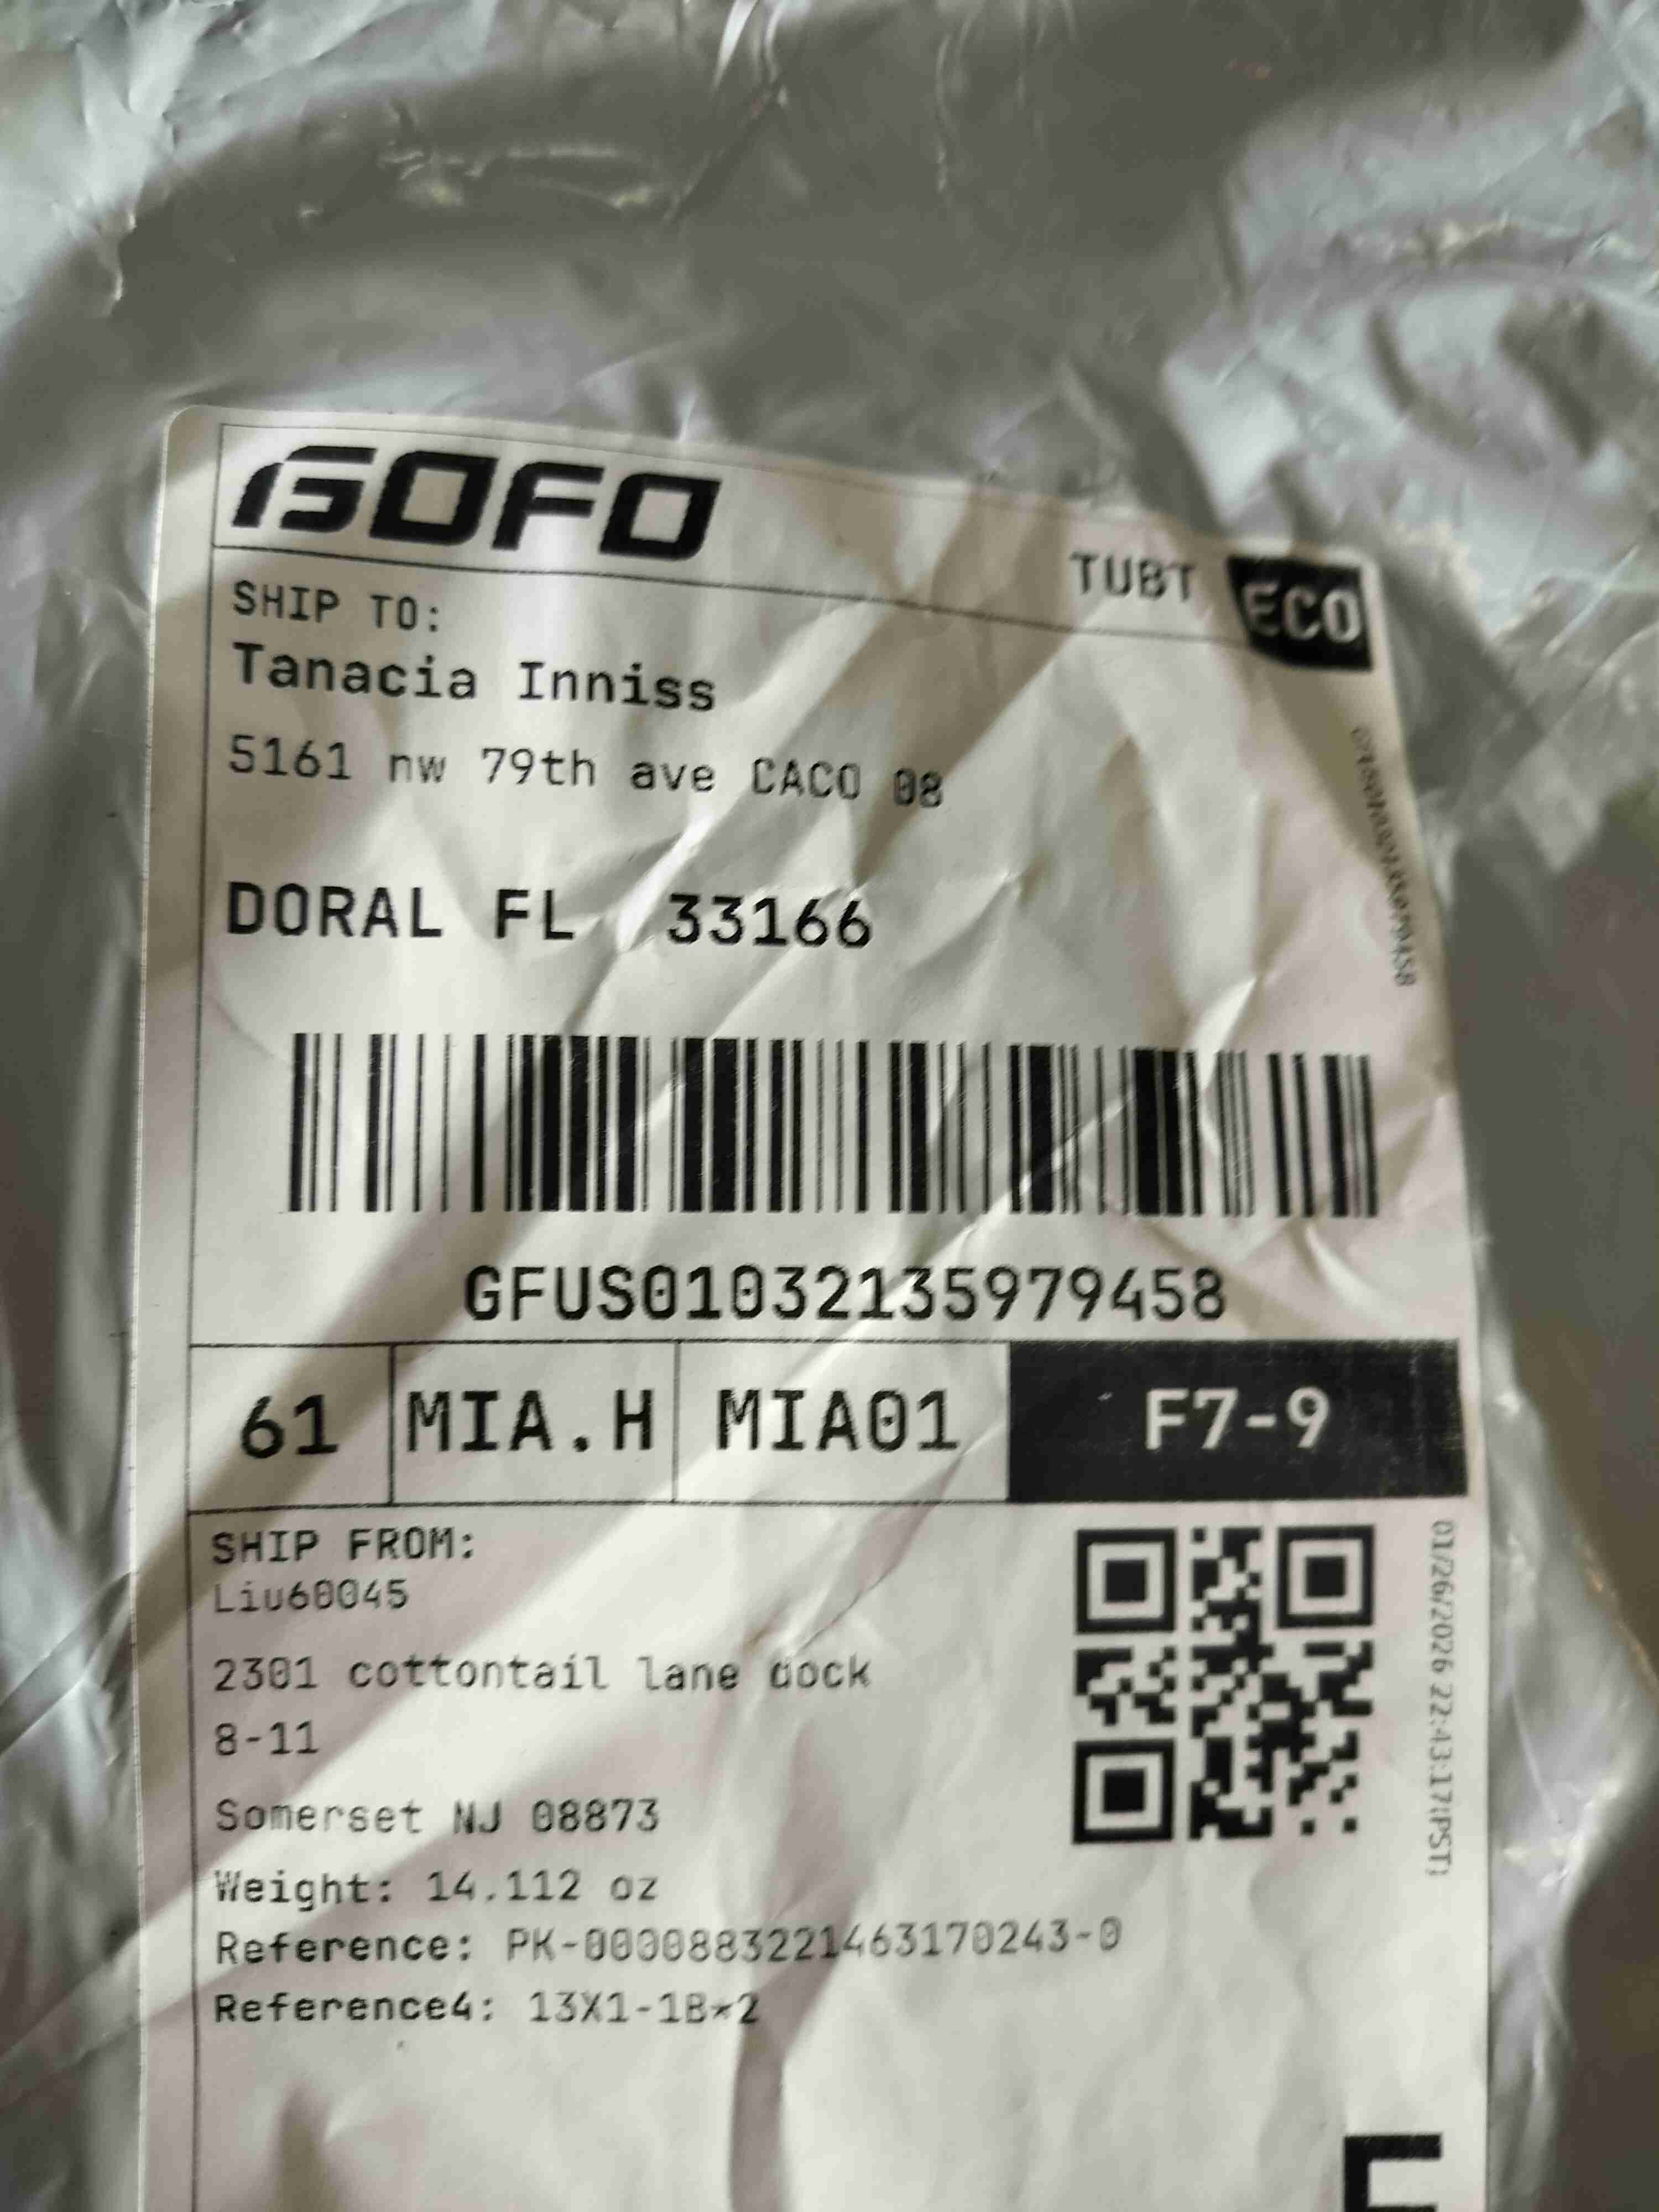 GOFO
TUBT ECO
SHIP TO:
Tanacia Inniss
5161 nw 79th ave CACO 08
DORAL FL 33166
GFUS01032135979458
61 MIA.H MIA01 F7-9
SHIP FROM:
Liu60045
2301 cottontail lane dock
8-11
Somerset NJ 08873
Weight: 14.112 oz
Reference: PK-0000883221463170243-0
Reference4: 13X1-1B*2
01/26/2026 22:43:17(PST)